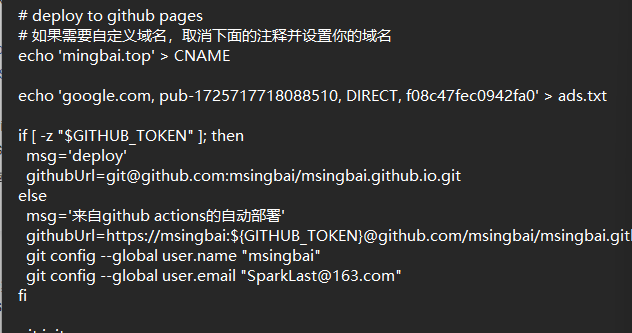 # deploy to github pages
# 如果需要自定义域名，取消下面的注释并设置你的域名
echo 'mingbai.top' > CNAME
echo 'google.com, pub-1725717718088510, DIRECT, f08c47fec0942fa0' > ads.txt
if [ -z "$GITHUB_TOKEN" ]; then
  msg='deploy'
  githubUrl=git@github.com:msingbai/msingbai.github.io.git
else
  msg='来自github actions的自动部署'
  githubUrl=https://msingbai:${GITHUB_TOKEN}@github.com/msingbai/msingbai.gith
  git config --global user.name "msingbai"
  git config --global user.email "SparkLast@163.com"
fi